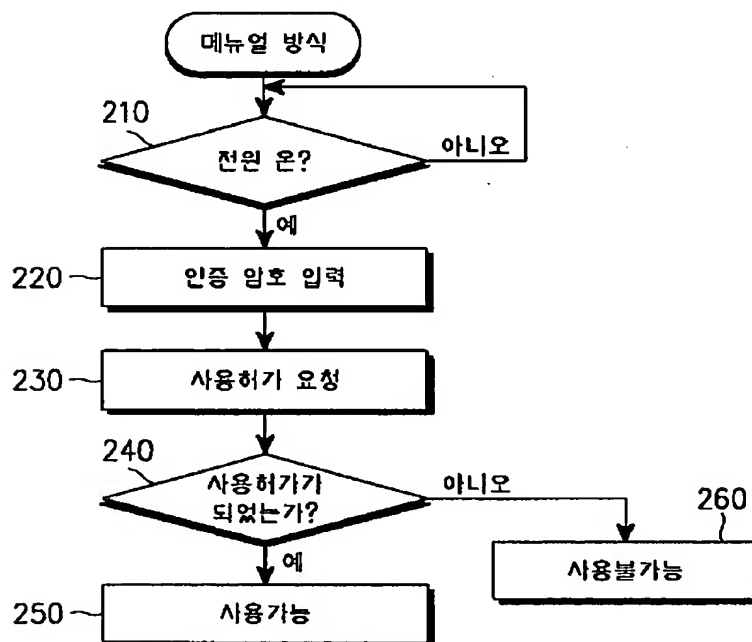 메뉴얼 방식
210
전원 온?
아니오
예
220
인증 암호 입력
230
사용허가 요청
240
사용허가가
되었는가?
아니오
예
260
사용불가능
250
사용가능